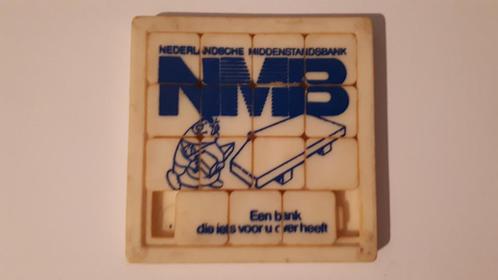 NEDERLANDSCHE MIDDENSTANDSBANK
NMB
Een bank
die iets voor u over heeft